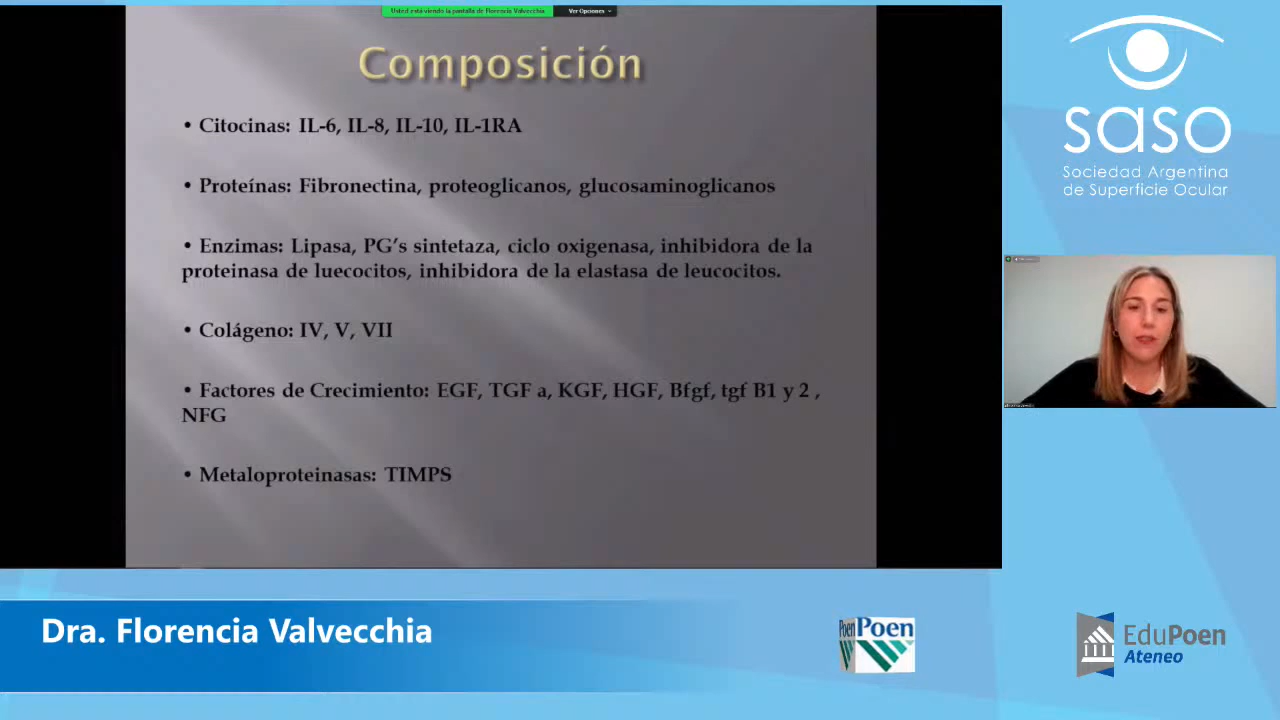 Usted está viendo la pantalla de Florencia Valvecchia
Ver Opciones
Composición
• Citocinas: IL-6, IL-8, IL-10, IL-1RA
• Proteínas: Fibronectina, proteoglicanos, glucosaminoglicanos
• Enzimas: Lipasa, PG’s sintetaza, ciclo oxigenasa, inhibidora de la
proteinasa de luecocitos, inhibidora de la elastasa de leucocitos.
• Colágeno: IV, V, VII
• Factores de Crecimiento: EGF, TGF a, KGF, HGF, Bfgf, tgf B1 y 2 ,
NFG
• Metaloproteinasas: TIMPS
saso
Sociedad Argentina
de Superficie Ocular
Dra. Florencia Valvecchia
Poen Poen
EduPoen
Ateneo